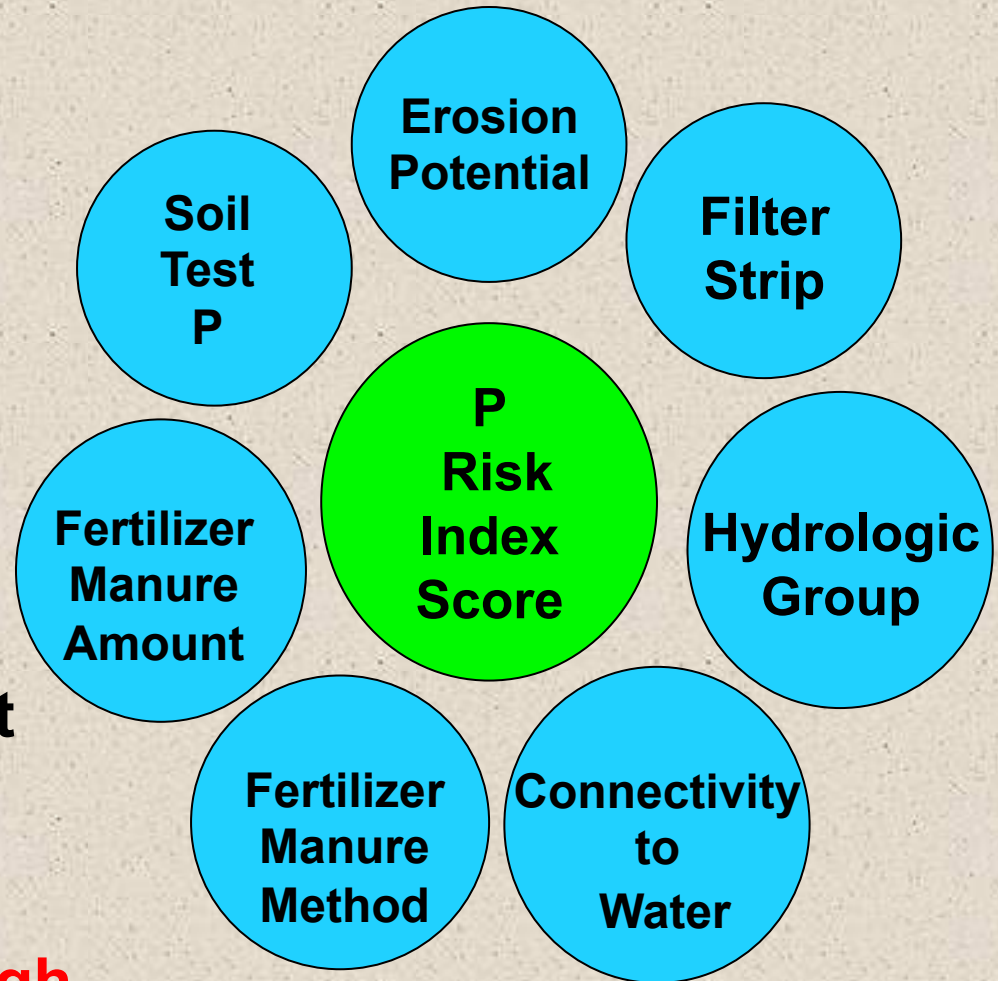 Erosion
Potential
Filter
Strip
Soil
Test
P
P
Risk
Index
Score
Hydrologic
Group
Fertilizer
Manure
Amount
t
Fertilizer
Manure
Method
Connectivity
to
Water